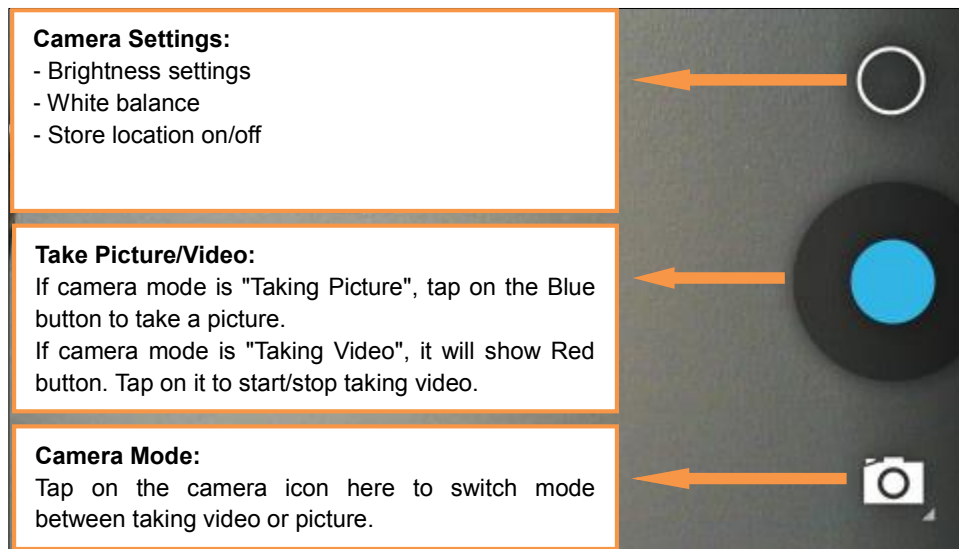 Camera Settings:
- Brightness settings
- White balance
- Store location on/off
Take Picture/Video:
If camera mode is "Taking Picture", tap on the Blue
button to take a picture.
If camera mode is "Taking Video", it will show Red
button. Tap on it to start/stop taking video.
Camera Mode:
Tap on the camera icon here to switch mode
between taking video or picture.